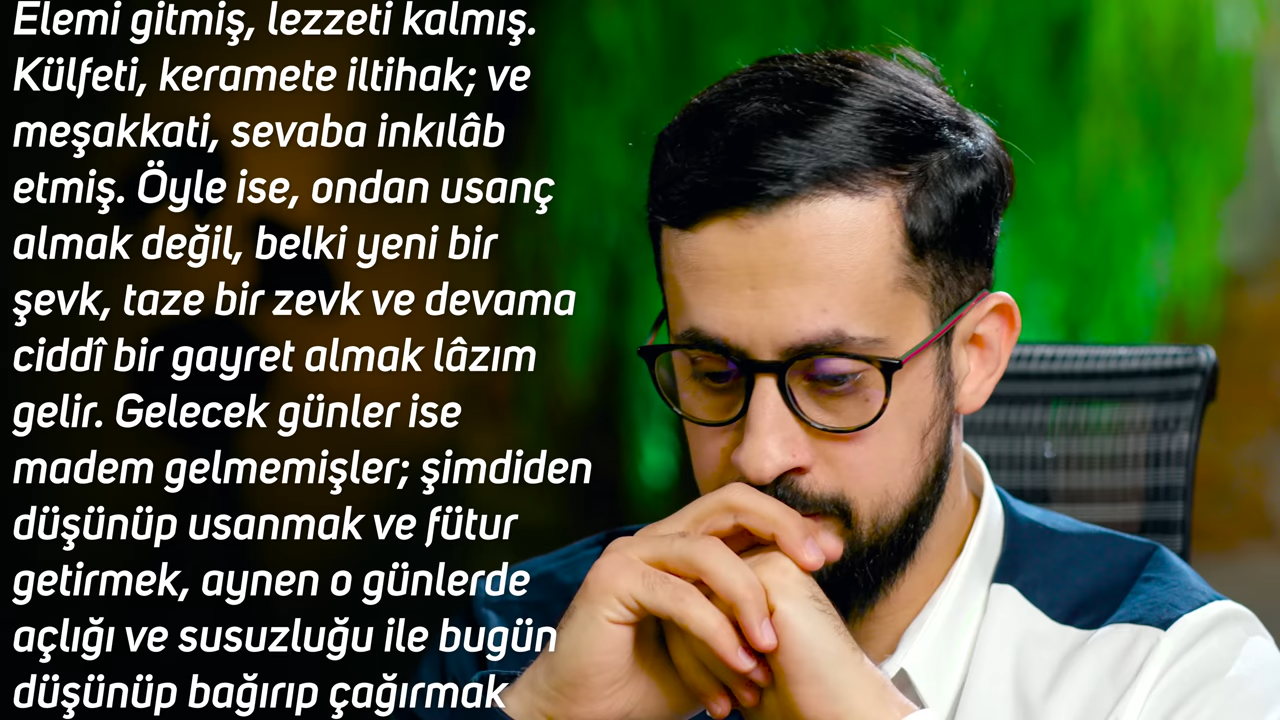 Elemi gitmiş, lezzeti kalmış.
Külfeti, keramete iltihak; ve
meşakkati, sevaba inkılâb
etmiş. Öyle ise, ondan usanç
almak değil, belki yeni bir
şevk, taze bir zevk ve devama
ciddî bir gayret almak lâzım
gelir. Gelecek günler ise
madem gelmemişler; şimdiden
düşünüp usanmak ve fütur
getirmek, aynen o günlerde
açlığı ve susuzluğu ile bugün
düşünüp bağırıp çağırmak